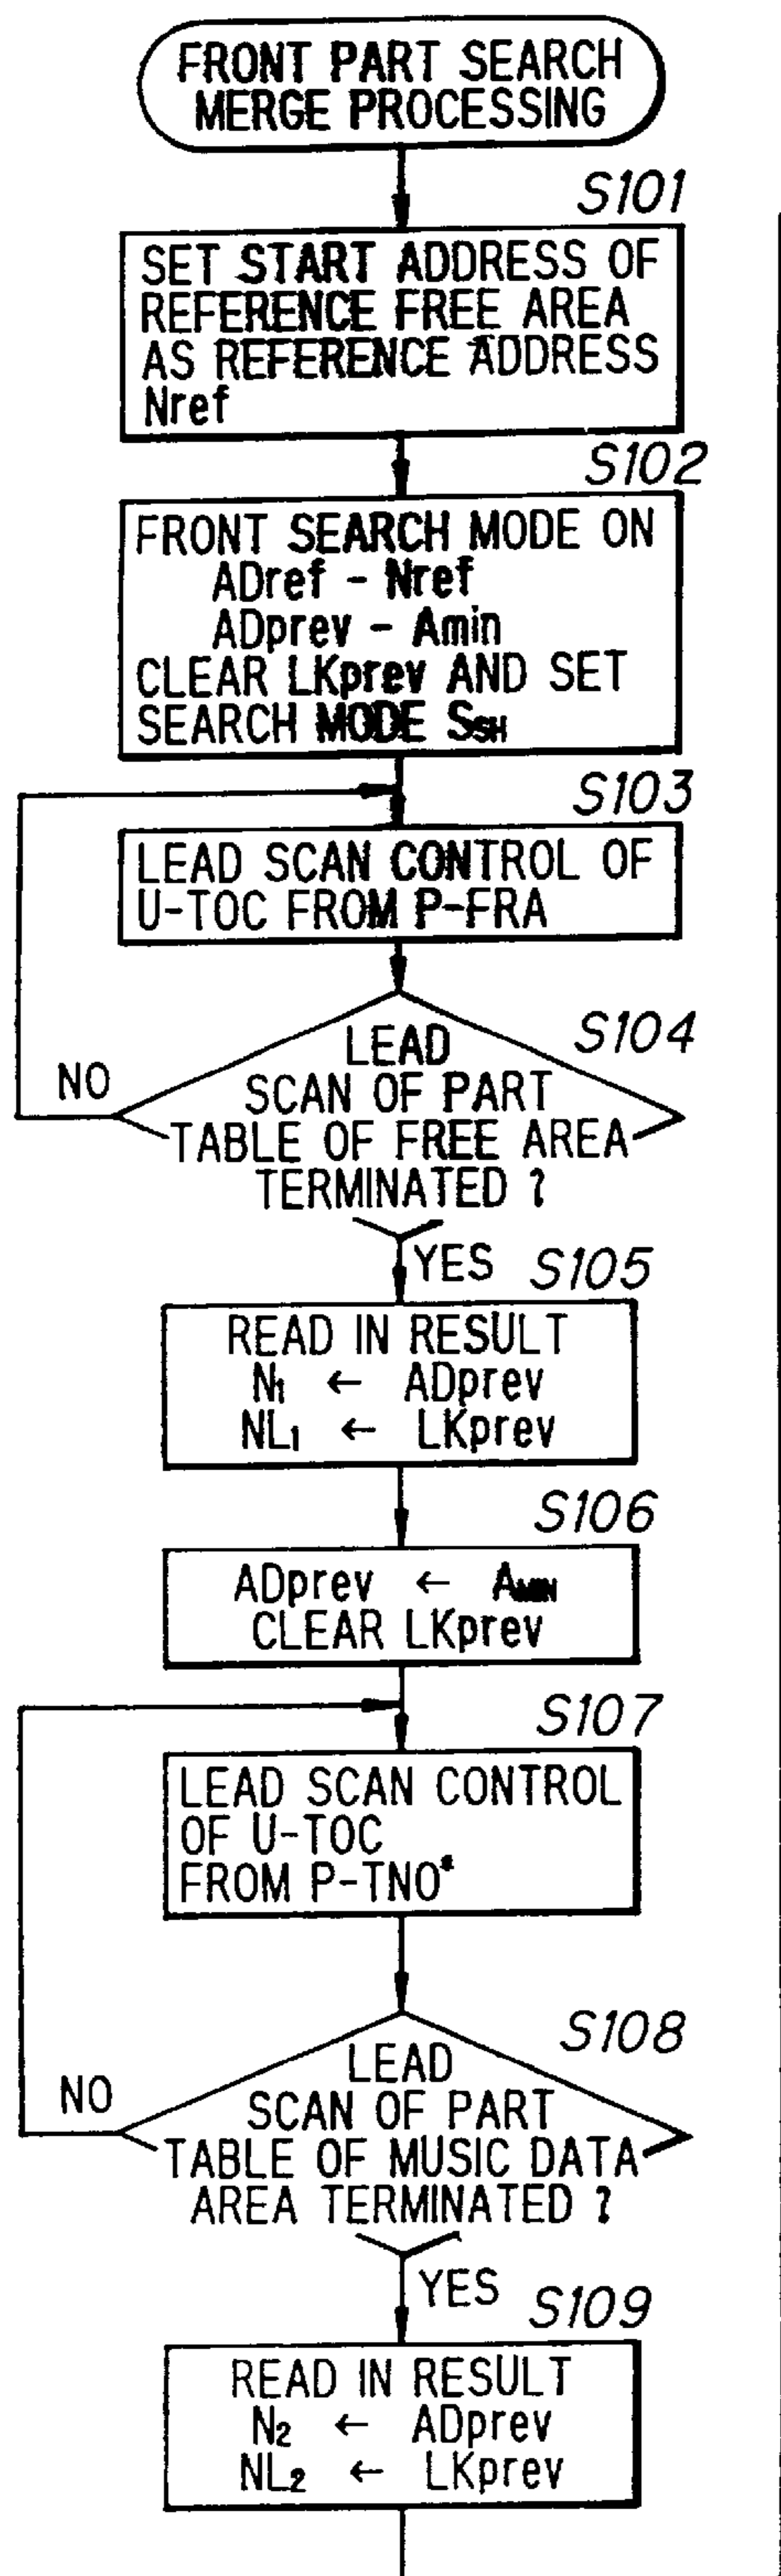 FRONT PART SEARCH
MERGE PROCESSING
S101
SET START ADDRESS OF
REFERENCE FREE AREA
AS REFERENCE ADDRESS
Nref
S102
FRONT SEARCH MODE ON
ADref - Nref
ADprev - Amin
CLEAR LKprev AND SET
SEARCH MODE SSH
S103
LEAD SCAN CONTROL OF
U-TOC FROM P-FRA
S104
LEAD
SCAN OF PART
TABLE OF FREE AREA
TERMINATED ?
NO
YES
S105
READ IN RESULT
N1 ← ADprev
NL1 ← LKprev
S106
ADprev ← AMIN
CLEAR LKprev
S107
LEAD SCAN CONTROL
OF U-TOC
FROM P-TNO*
S108
LEAD
SCAN OF PART
TABLE OF MUSIC DATA
AREA TERMINATED ?
NO
YES
S109
READ IN RESULT
N2 ← ADprev
NL2 ← LKprev